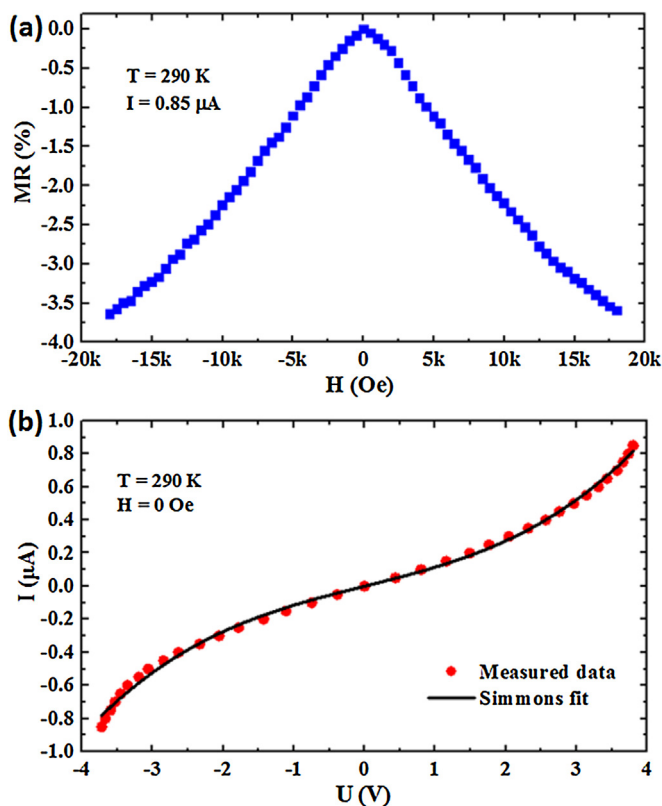 (a)
0.0
-0.5
-1.0
-1.5
-2.0
-2.5
-3.0
-3.5
-4.0
MR (%)
T = 290 K
I = 0.85 μA
-20k -15k -10k -5k 0 5k 10k 15k 20k
H (Oe)
(b)
1.0
0.8
0.6
0.4
0.2
0.0
-0.2
-0.4
-0.6
-0.8
-1.0
I (μA)
T = 290 K
H = 0 Oe
Measured data
Simmons fit
-4 -3 -2 -1 0 1 2 3 4
U (V)